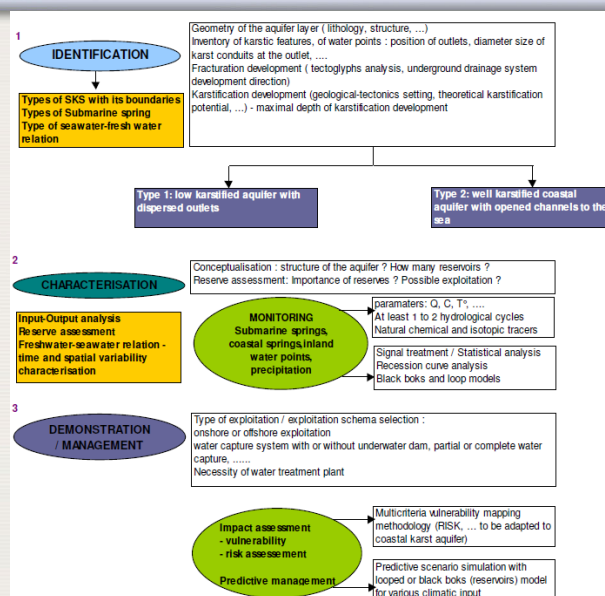 1
IDENTIFICATION
Types of SKS with its boundaries
Types of Submarine spring
Type of seawater-fresh water
relation
Geometry of the aquifer layer ( lithology, structure, ...)
Inventory of karstic features, of water points : position of outlets, diameter size of
karst conduits at the outlet, ....
Fracturation development ( tectoglyphs analysis, underground drainage system
development direction)
Karstification development (geological-tectonics setting, theoretical karstification
potential, ...) - maximal depth of karstification development
Type 1: low karstified aquifer with
dispersed outlets
Type 2: well karstified coastal
aquifer with opened channels to the
sea
2
CHARACTERISATION
Input-Output analysis
Reserve assessment
Freshwater-seawater relation -
time and spatial variability
characterisation
Conceptualisation : structure of the aquifer ? How many reservoirs ?
Reserve assessment: Importance of reserves ? Possible exploitation ?
MONITORING
Submarine springs,
coastal springs,inland
water points,
precipitation
paramaters: Q, C, T°, ....
At least 1 to 2 hydrological cycles
Natural chemical and isotopic tracers
Signal treatment / Statistical analysis
Recession curve analysis
Black boks and loop models
3
DEMONSTRATION
/ MANAGEMENT
Type of exploitation / exploitation schema selection :
onshore or offshore exploitation
water capture system with or without underwater dam, partial or complete water
capture, ......
Necessity of water treatment plant
Impact assessment
- vulnerability
- risk assessement
Predictive management
Multicriteria vulnerability mapping
methodology (RISK, ... to be adapted to
coastal karst aquifer)
Predictive scenario simulation with
looped or black boks (reservoirs) model
for various climatic input